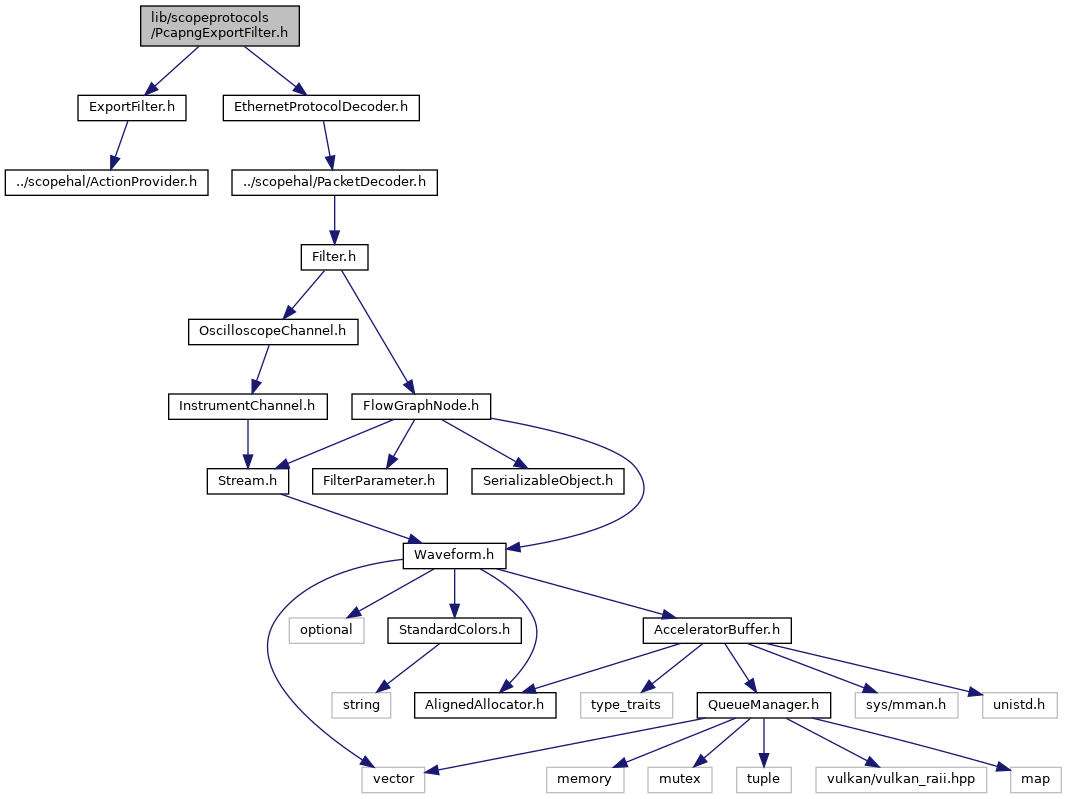 lib/scopeprotocols
/PcapngExportFilter.h
ExportFilter.h
EthernetProtocolDecoder.h
../scopehal/ActionProvider.h
../scopehal/PacketDecoder.h
Filter.h
OscilloscopeChannel.h
InstrumentChannel.h
FlowGraphNode.h
Stream.h
FilterParameter.h
SerializableObject.h
Waveform.h
optional
StandardColors.h
AcceleratorBuffer.h
string
AlignedAllocator.h
type_traits
QueueManager.h
sys/mman.h
unistd.h
vector
memory
mutex
tuple
vulkan/vulkan_raii.hpp
map